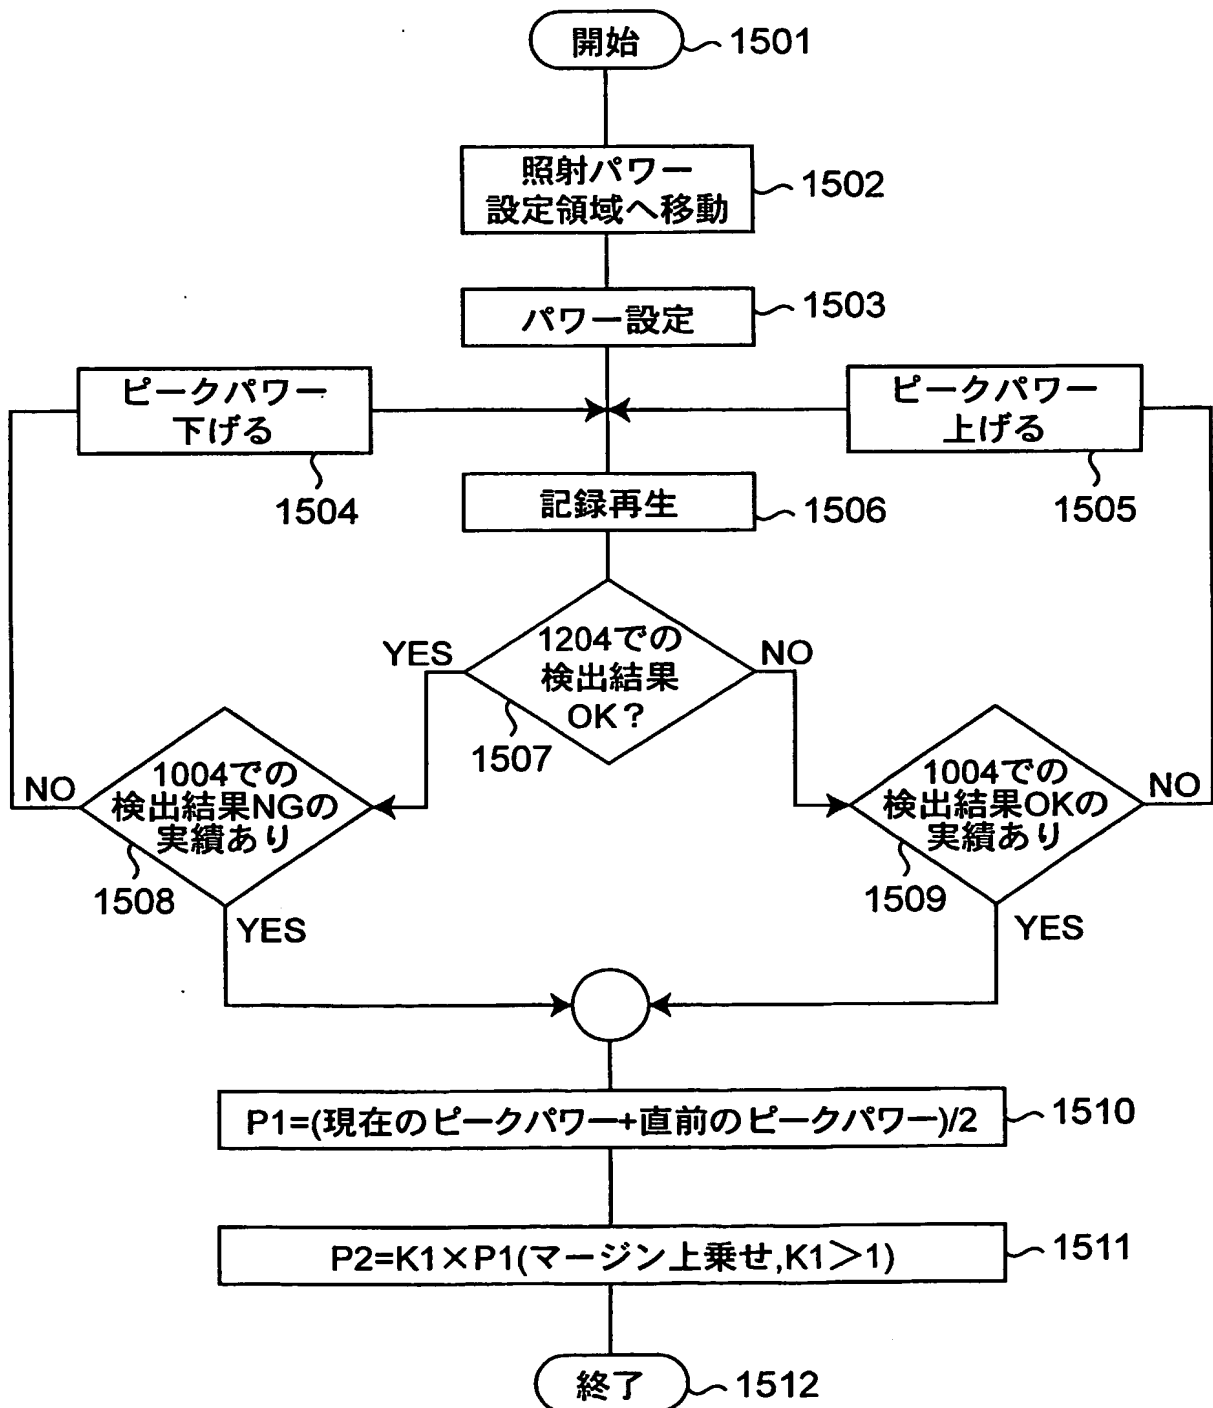 開始
1501
照射パワー
設定領域へ移動
1502
パワー設定
1503
ピークパワー
下げる
1504
ピークパワー
上げる
1505
記録再生
1506
1204での
検出結果
OK?
YES
NO
1507
1004での
検出結果NGの
実績あり
NO
YES
1508
1004での
検出結果OKの
実績あり
NO
YES
1509
P1=(現在のピークパワー+直前のピークパワー)/2
1510
P2=K1×P1(マージン上乗せ,K1>1)
1511
終了
1512